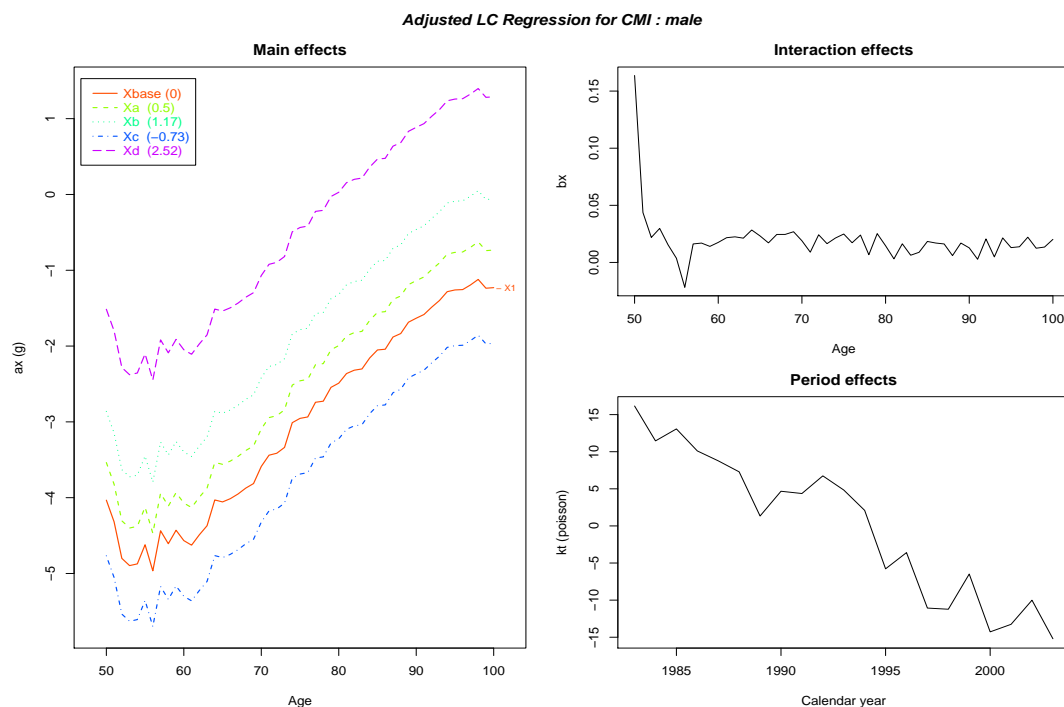 Adjusted LC Regression for CMI : male
Main effects
ax (g)
1
0
−1
−2
−3
−4
−5
Xbase (0)
Xa (0.5)
Xb (1.17)
Xc (−0.73)
Xd (2.52)
X1
50 60 70 80 90 100
Age
Interaction effects
bx
0.15
0.10
0.05
0.00
50 60 70 80 90 100
Age
Period effects
kt (poisson)
15
10
5
0
−5
−10
−15
1985 1990 1995 2000
Calendar year